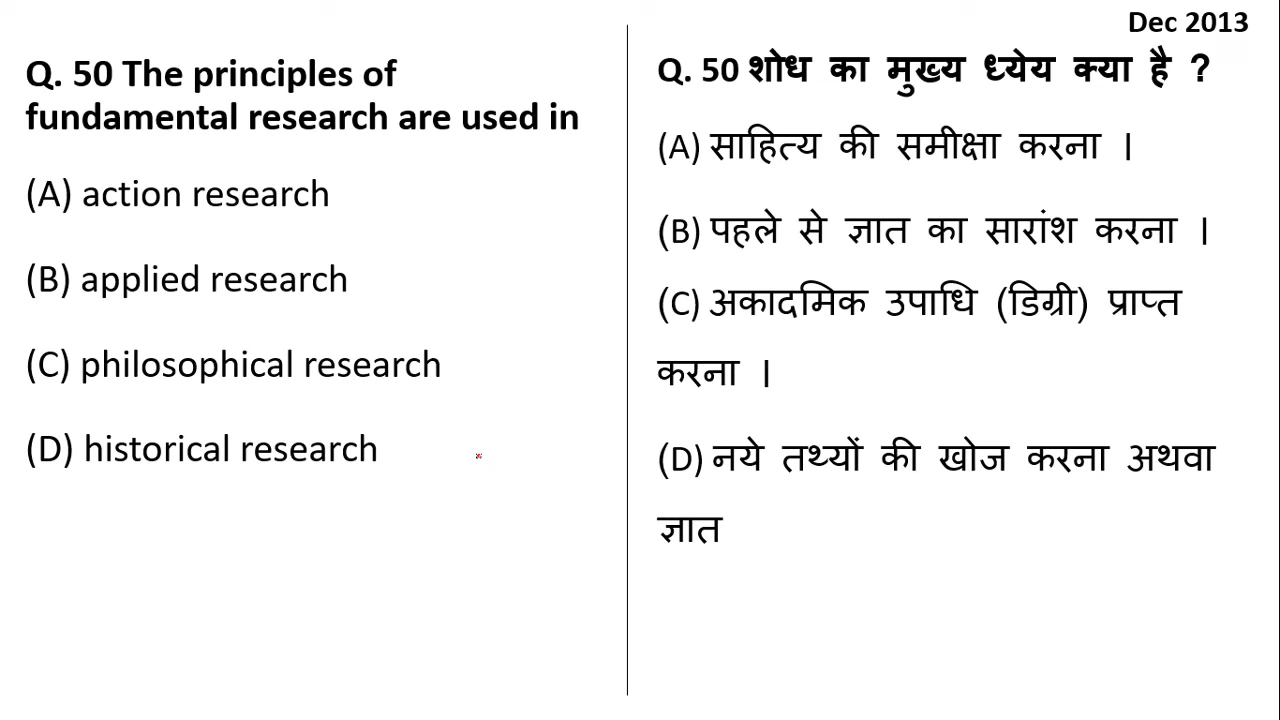 Dec 2013
Q. 50 The principles of
fundamental research are used in
(A) action research
(B) applied research
(C) philosophical research
(D) historical research
Q. 50 शोध का मुख्य ध्येय क्या है ?
(A) साहित्य की समीक्षा करना ।
(B) पहले से ज्ञात का सारांश करना ।
(C) अकादमिक उपाधि (डिग्री) प्राप्त
करना ।
(D) नये तथ्यों की खोज करना अथवा
ज्ञात